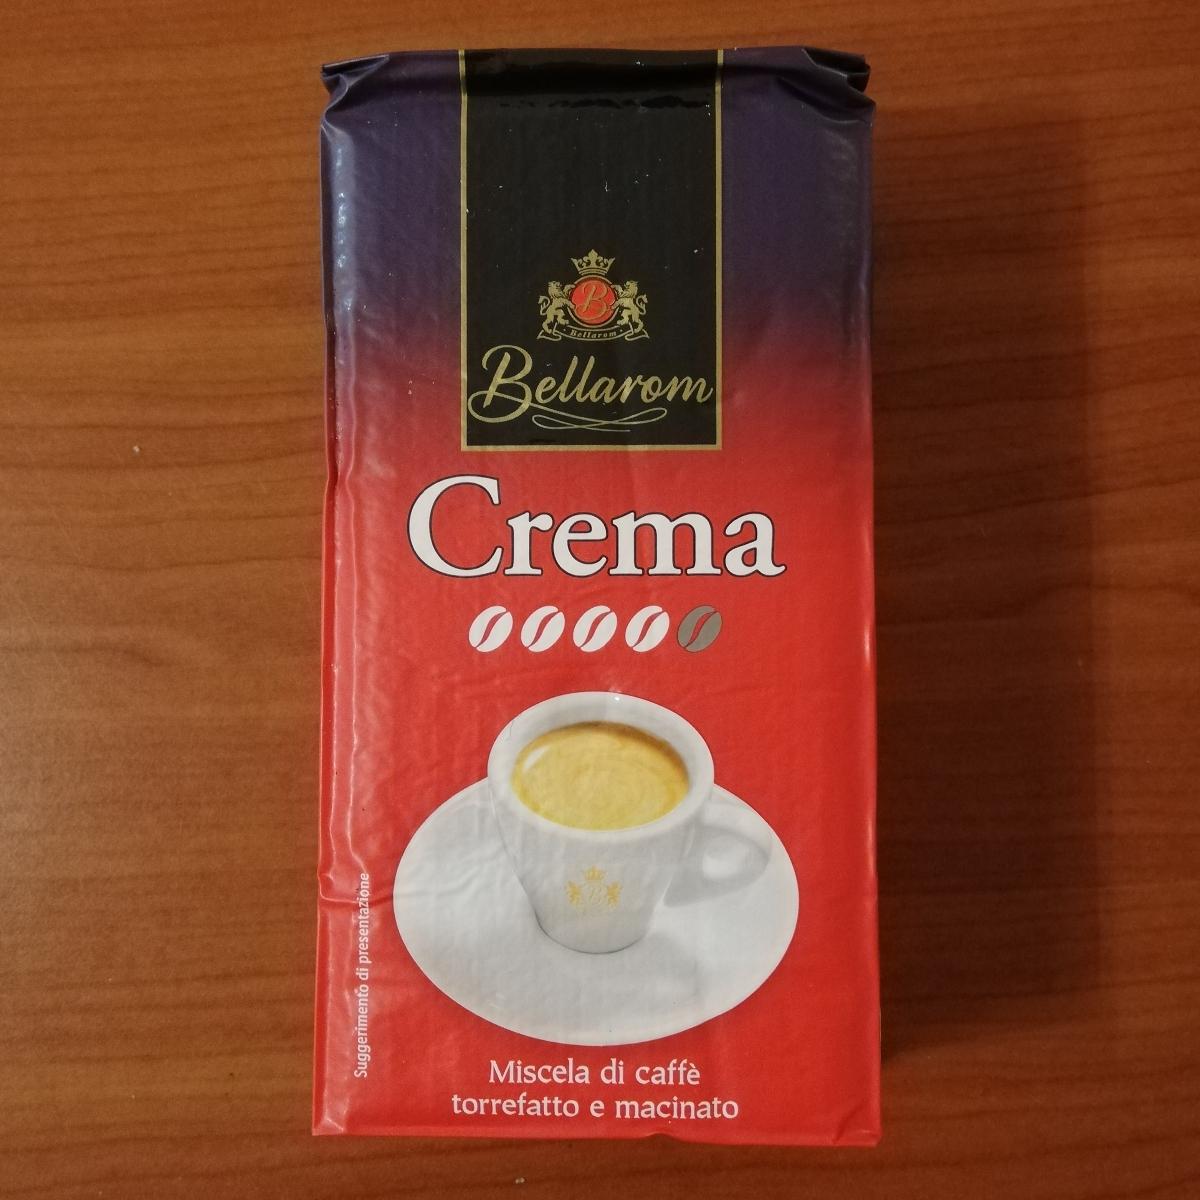 B
Bellarom
Bellarom
Crema
B
Suggerimento di presentazione
Miscela di caffè
torrefatto e macinato